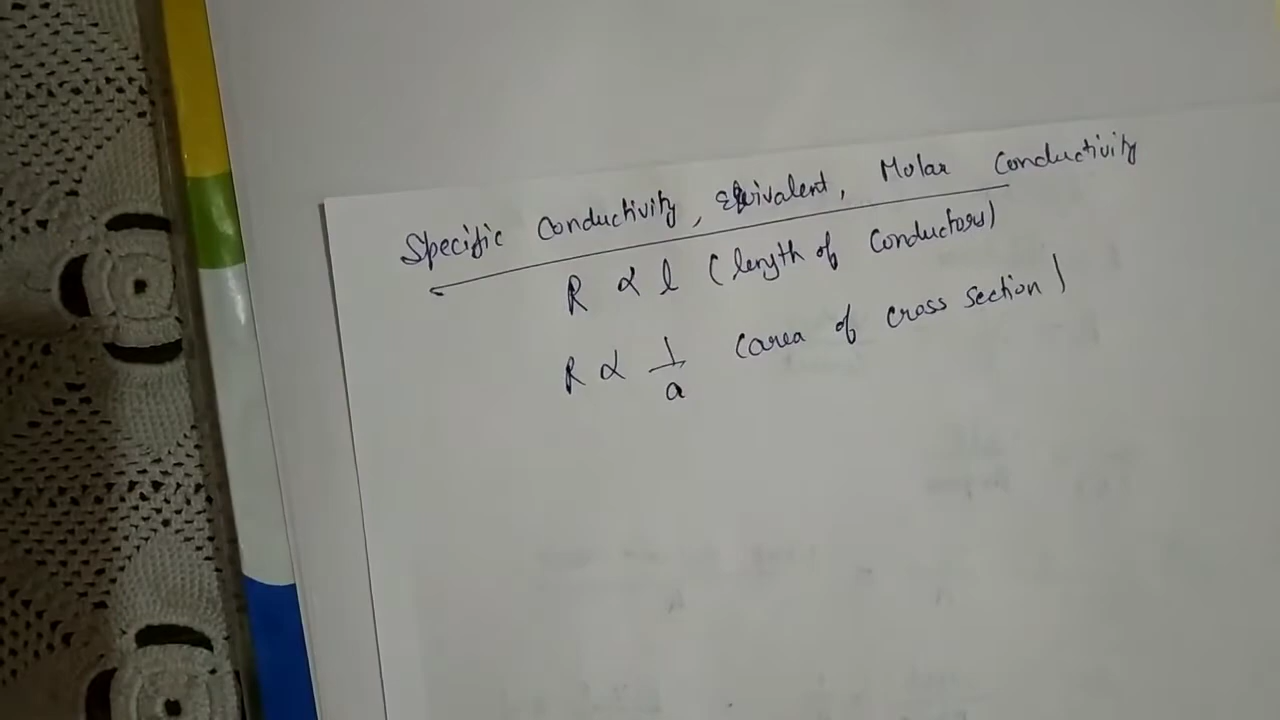 Specific Conductivity, Equivalent, Molar Conductivity
R ∝ l (length of Conductors)
R ∝ 1/a (area of cross section)